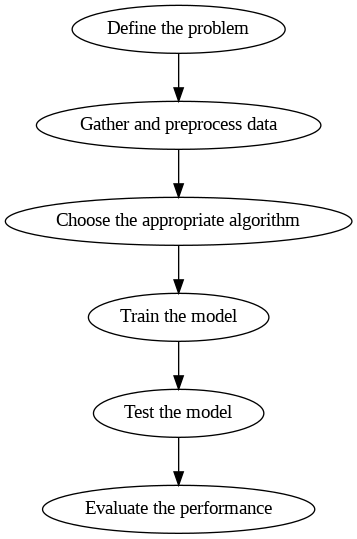 Define the problem
Gather and preprocess data
Choose the appropriate algorithm
Train the model
Test the model
Evaluate the performance